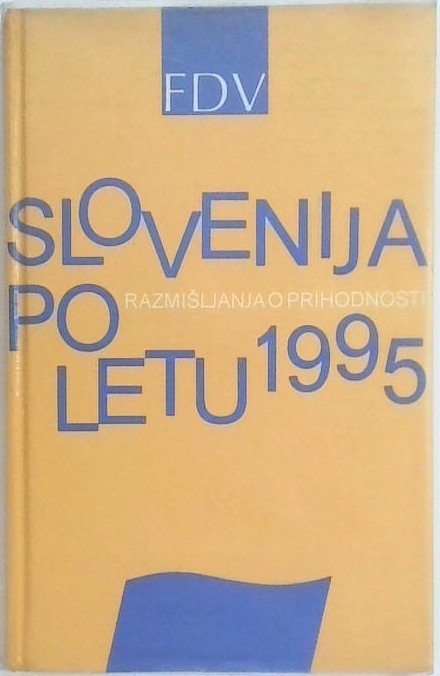 FDV
SLOVENIJA
RAZMIŠLJANJA O PRIHODNOSTI
PO
LETU 1995